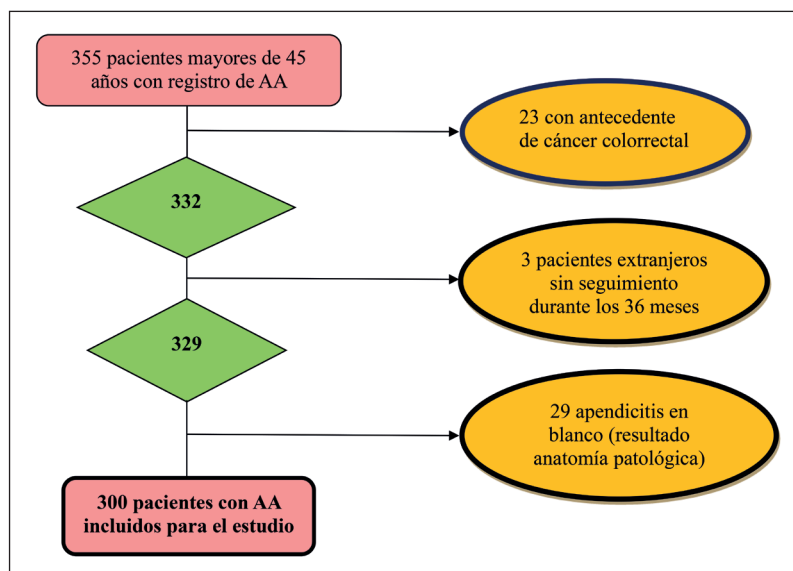 355 pacientes mayores de 45
años con registro de AA
23 con antecedente
de cáncer colorrectal
332
3 pacientes extranjeros
sin seguimiento
durante los 36 meses
329
29 apendicitis en
blanco (resultado
anatomía patológica)
300 pacientes con AA
incluidos para el estudio